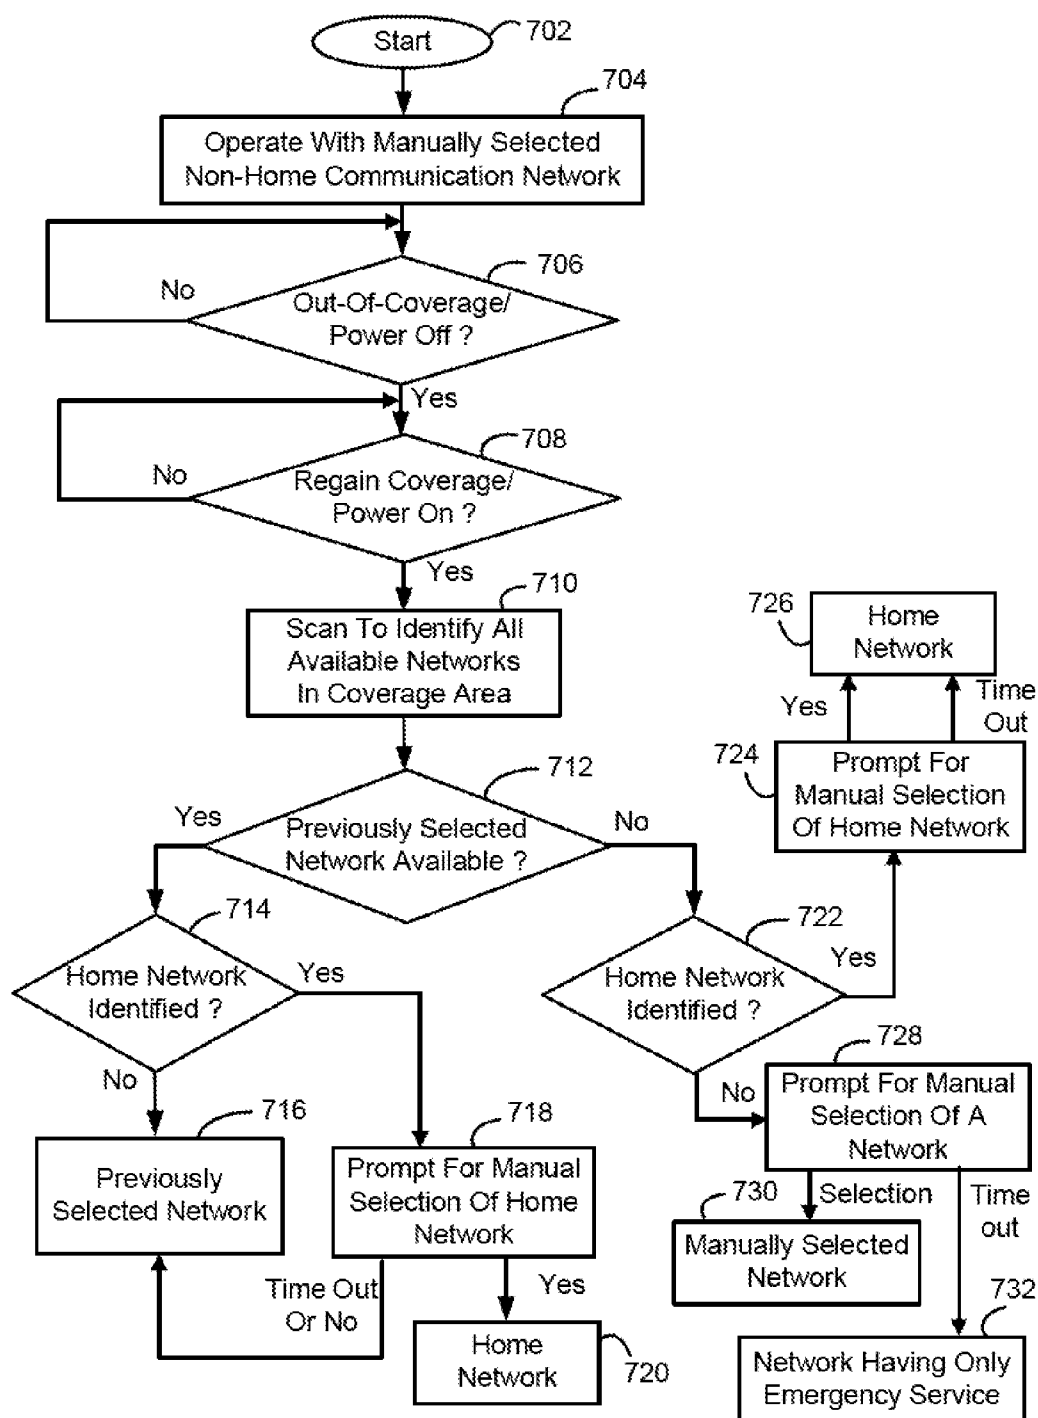 Start
702
704
Operate With Manually Selected
Non-Home Communication Network
706
No
Out-Of-Coverage/
Power Off ?
Yes
708
No
Regain Coverage/
Power On ?
Yes
710
Scan To Identify All
Available Networks
In Coverage Area
726
Home
Network
Yes
Time
Out
724
Prompt For
Manual Selection
Of Home Network
712
Yes
Previously Selected
Network Available ?
No
714
Home Network
Identified ?
Yes
722
Home Network
Identified ?
Yes
No
716
Previously
Selected Network
718
Prompt For Manual
Selection Of Home
Network
Time Out
Or No
Yes
Home
Network
720
No
728
Prompt For Manual
Selection Of A
Network
730
Selection
Time
out
Manually Selected
Network
732
Network Having Only
Emergency Service